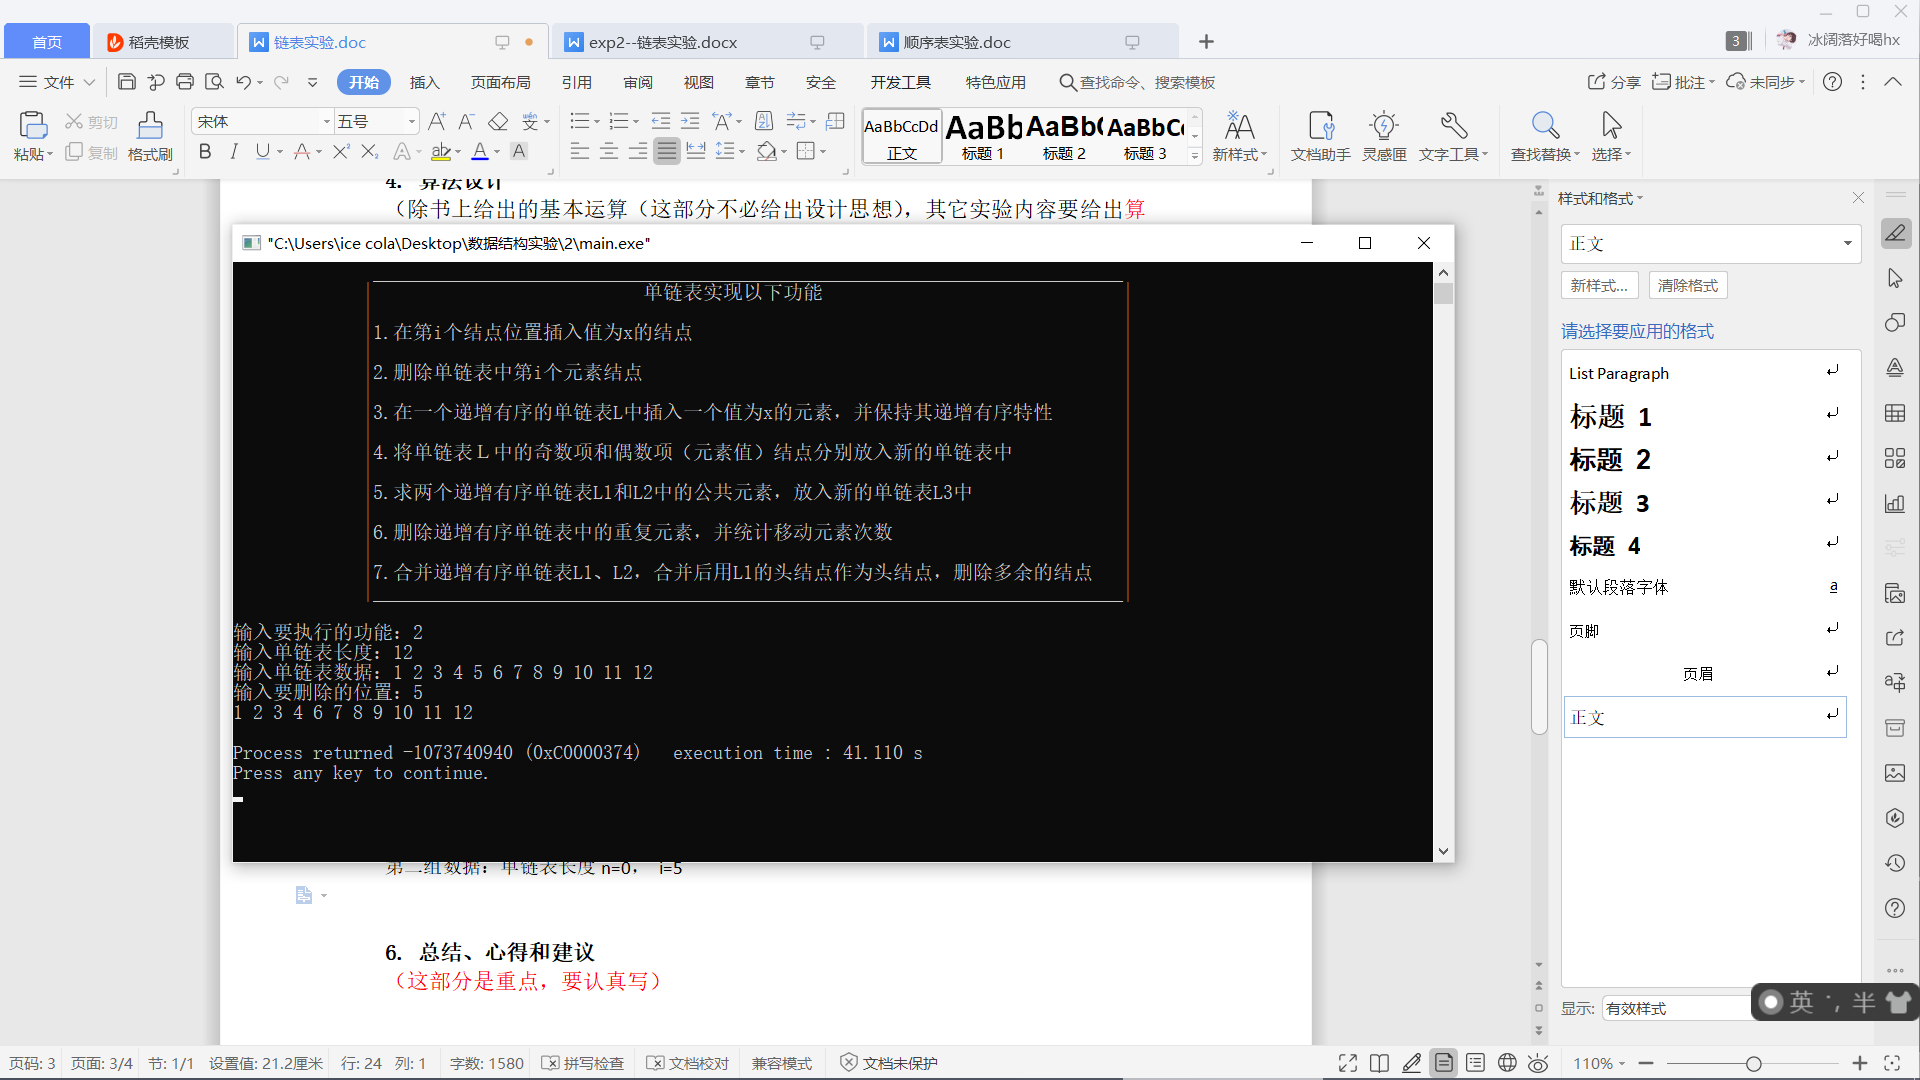 首页
稻壳模板
链表实验.doc
exp2--链表实验.docx
顺序表实验.doc
3
冰阔落好喝hx
文件
开始
插入
页面布局
引用
审阅
视图
章节
安全
开发工具
特色应用
查找命令、搜索模板
分享
批注
未同步
粘贴
剪切
复制
格式刷
宋体
五号
AaBbCcDd
正文
AaBb
标题 1
AaBb(
标题 2
AaBbC
标题 3
新样式
文档助手
灵感匣
文字工具
查找替换
选择
4. 算法设计
（除书上给出的基本运算（这部分不必给出设计思想），其它实验内容要给出算
"C:\Users\ice cola\Desktop\数据结构实验\2\main.exe"
单链表实现以下功能
1.在第i个结点位置插入值为x的结点
2.删除单链表中第i个元素结点
3.在一个递增有序的单链表L中插入一个值为x的元素，并保持其递增有序特性
4.将单链表Ｌ中的奇数项和偶数项（元素值）结点分别放入新的单链表中
5.求两个递增有序单链表L1和L2中的公共元素，放入新的单链表L3中
6.删除递增有序单链表中的重复元素，并统计移动元素次数
7.合并递增有序单链表L1、L2，合并后用L1的头结点作为头结点，删除多余的结点
输入要执行的功能：2
输入单链表长度：12
输入单链表数据：1 2 3 4 5 6 7 8 9 10 11 12
输入要删除的位置：5
1 2 3 4 6 7 8 9 10 11 12
Process returned -1073740940 (0xC0000374)   execution time : 41.110 s
Press any key to continue.
第二组数据：单链表长度 n=0， i=5
6. 总结、心得和建议
（这部分是重点，要认真写）
样式和格式
正文
新样式...
清除格式
请选择要应用的格式
List Paragraph
标题 1
标题 2
标题 3
标题 4
默认段落字体 a
页脚
页眉
正文
显示: 有效样式
英 半
页码: 3 页面: 3/4 节: 1/1 设置值: 21.2厘米 行: 24 列: 1 字数: 1580 拼写检查 文档校对 兼容模式 文档未保护
110%